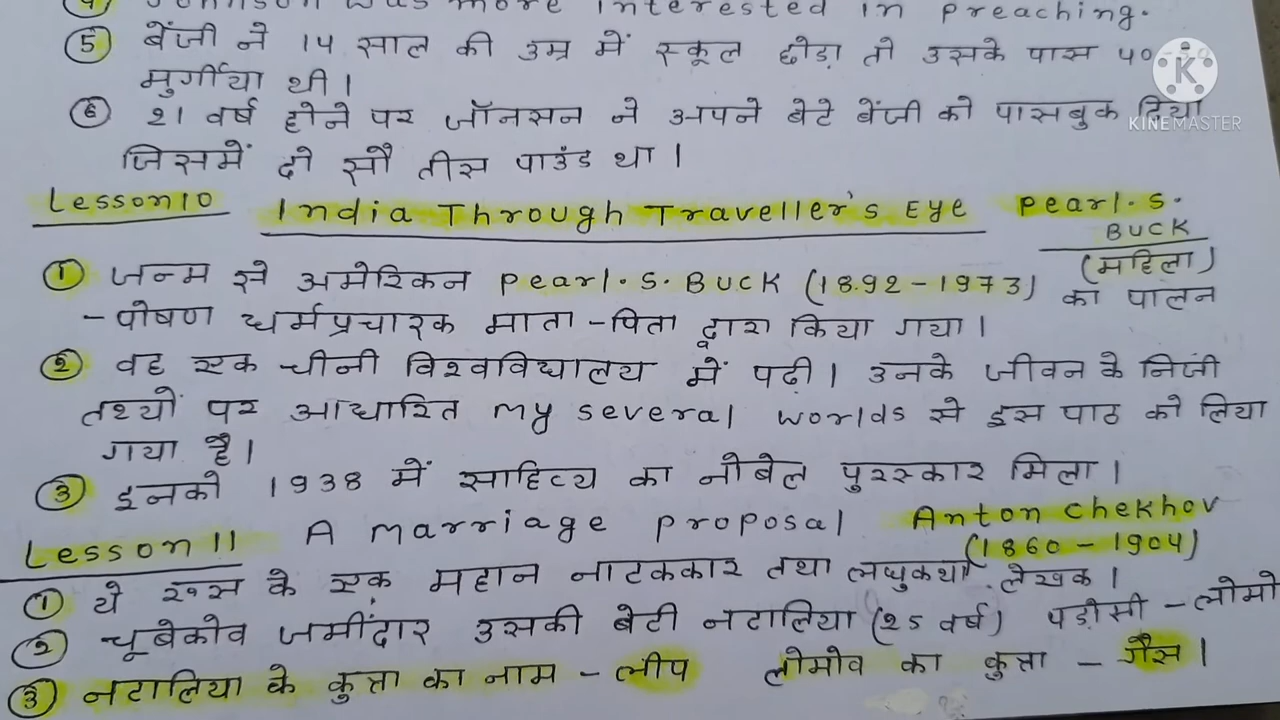 4 Johnson was more interested in preaching.
5 बेंजी ने 14 साल की उम्र में स्कूल छोड़ा तो उसके पास 40
मुर्गीया थी।
6 21 वर्ष होने पर जॉनसन ने अपने बेटे बेंजी को पासबुक दिया
KINEMASTER
जिसमें दो सौ तीस पाउंड था।
Lesson 10 India Through Traveller's Eye Pearl. S.
BUCK
(महिला)
1 जन्म से अमेरिकन Pearl. S. BUCK (1892-1973) का पालन
-पोषण धर्मप्रचारक माता-पिता द्वारा किया गया।
2 वह एक चीनी विश्वविद्यालय में पढ़ी। उनके जीवन के निजी
तथ्यों पर आधारित My several worlds से इस पाठ को लिया
गया है।
3 इनको 1938 में साहित्य का नोबेल पुरस्कार मिला।
Lesson 11 A Marriage proposal Anton Chekhov
(1860-1904)
1 ये रूस के एक महान नाटककार तथा लघुकथा लेखक।
2 चूबेकोव जमींदार उसकी बेटी नटालिया (25 वर्ष) पड़ोसी - लोमो
3 नटालिया के कुत्ता का नाम - लीप लोमोव का कुत्ता - गैस।